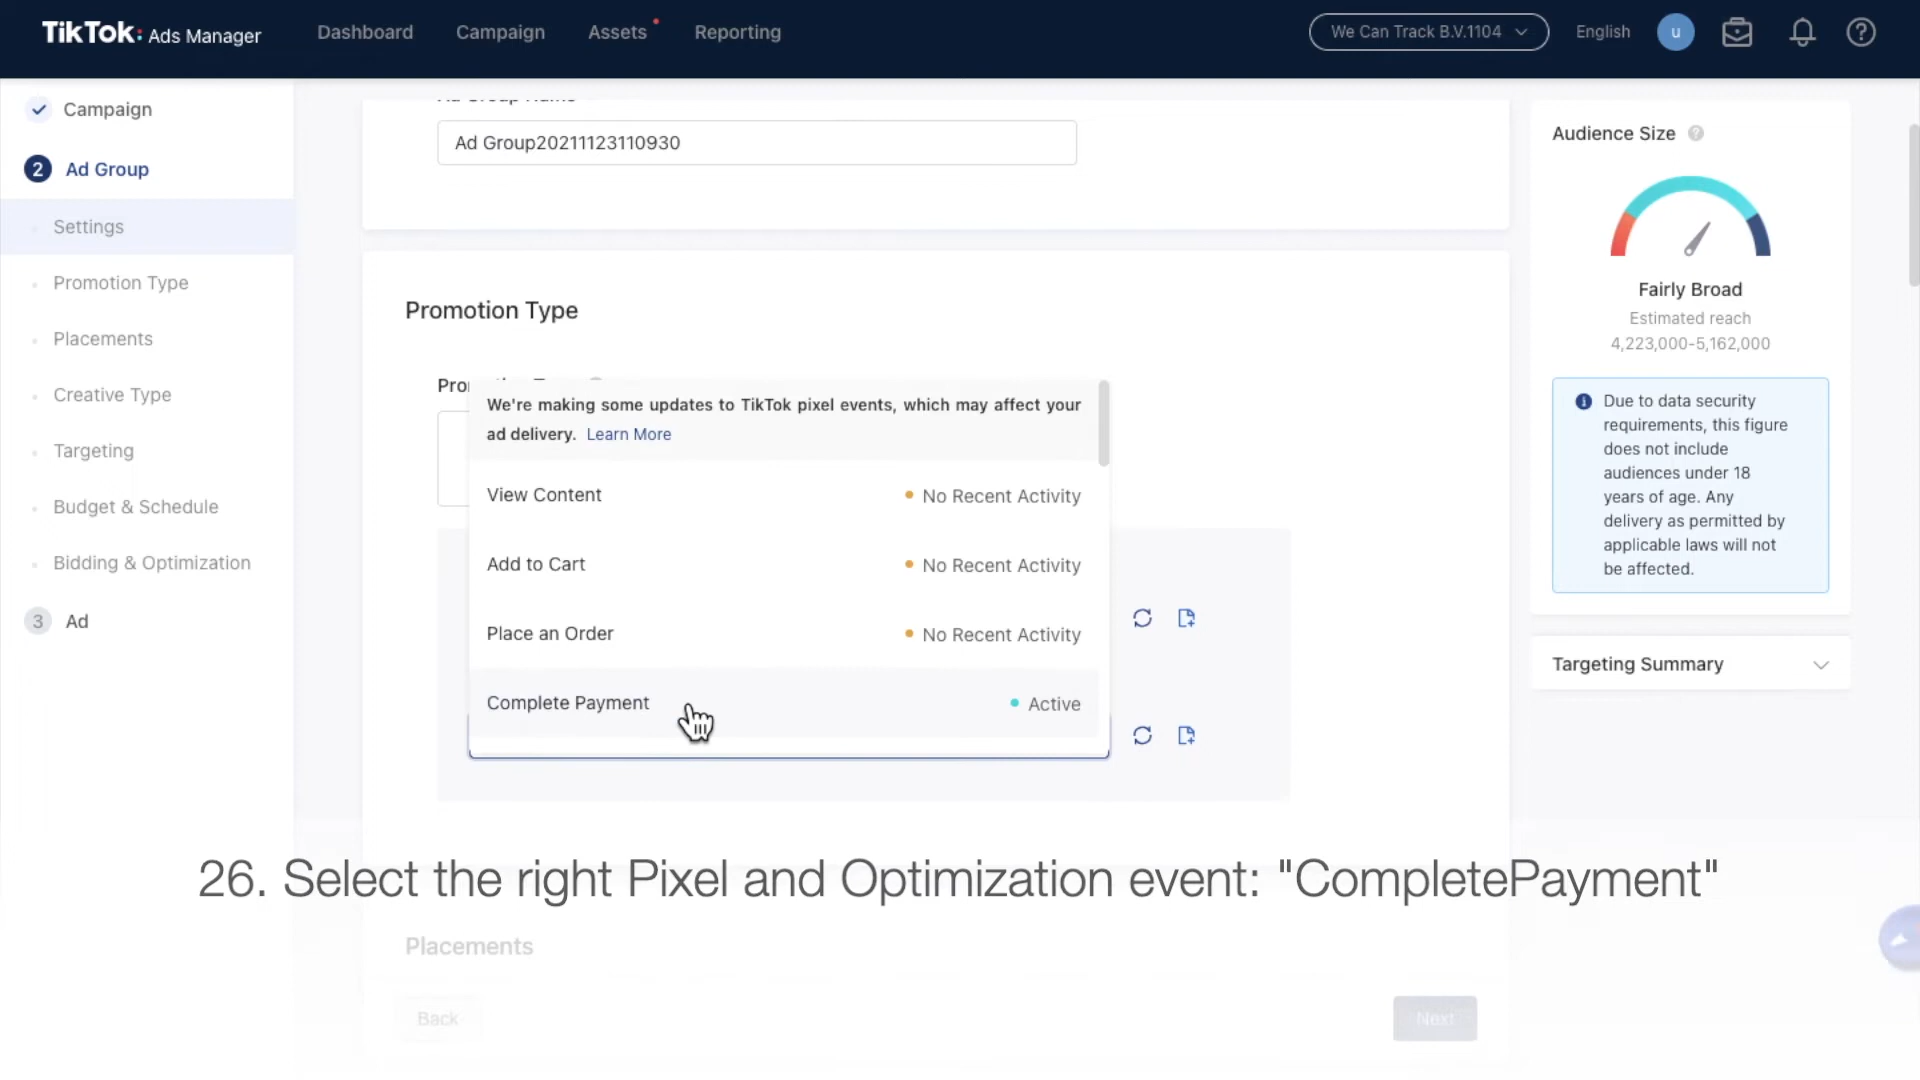 TikTok: Ads Manager
Dashboard
Campaign
Assets
Reporting
We Can Track B.V.1104
English
u
Campaign
2 Ad Group
Settings
Promotion Type
Placements
Creative Type
Targeting
Budget & Schedule
Bidding & Optimization
3 Ad
Ad Group Name
Ad Group20211123110930
Promotion Type
We're making some updates to TikTok pixel events, which may affect your
ad delivery. Learn More
View Content
No Recent Activity
Add to Cart
No Recent Activity
Place an Order
No Recent Activity
Complete Payment
Active
Audience Size
Fairly Broad
Estimated reach
4,223,000-5,162,000
Due to data security
requirements, this figure
does not include
audiences under 18
years of age. Any
delivery as permitted by
applicable laws will not
be affected.
Targeting Summary
26. Select the right Pixel and Optimization event: "CompletePayment"
Placements
Back
Next